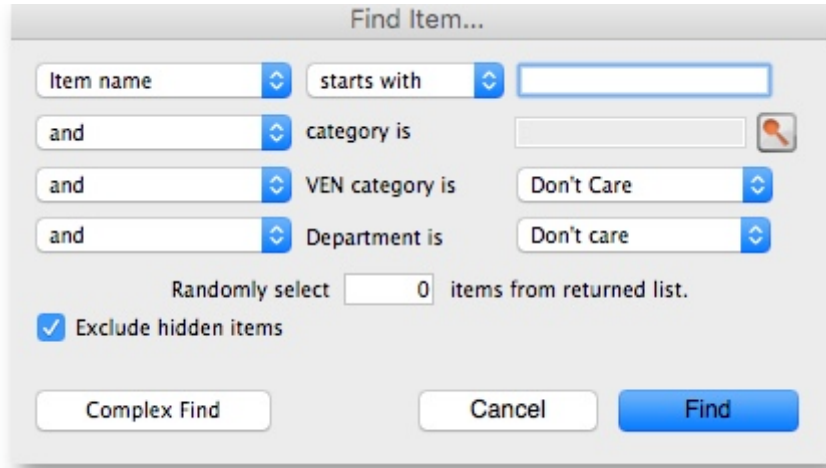 Find Item...
Item name starts with
and category is
and VEN category is Don't Care
and Department is Don't care
Randomly select 0 items from returned list.
Exclude hidden items
Complex Find Cancel Find